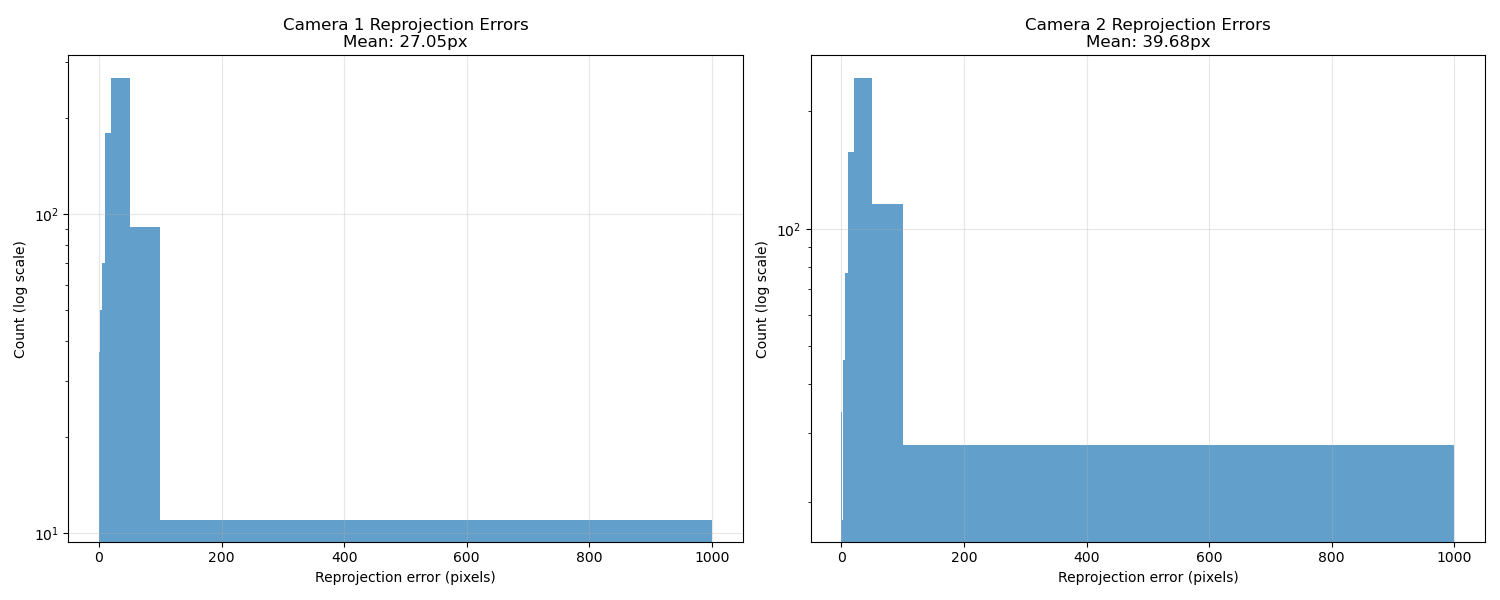 Camera 1 Reprojection Errors
Mean: 27.05px
Count (log scale)
10²
10¹
0 200 400 600 800 1000
Reprojection error (pixels)
Camera 2 Reprojection Errors
Mean: 39.68px
Count (log scale)
10²
0 200 400 600 800 1000
Reprojection error (pixels)